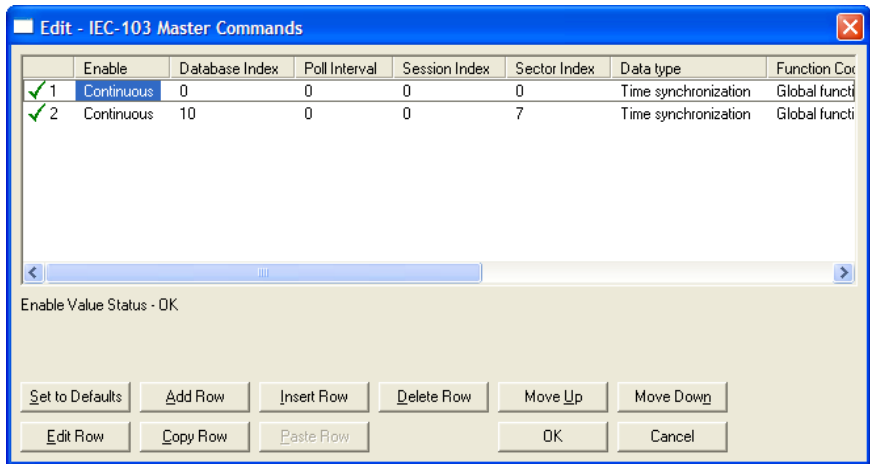 Edit - IEC-103 Master Commands
Enable Database Index Poll Interval Session Index Sector Index Data type Function Cod
1 Continuous 0 0 0 0 Time synchronization Global functi
2 Continuous 10 0 0 7 Time synchronization Global functi
Enable Value Status - OK
Set to Defaults Add Row Insert Row Delete Row Move Up Move Down
Edit Row Copy Row Paste Row OK Cancel